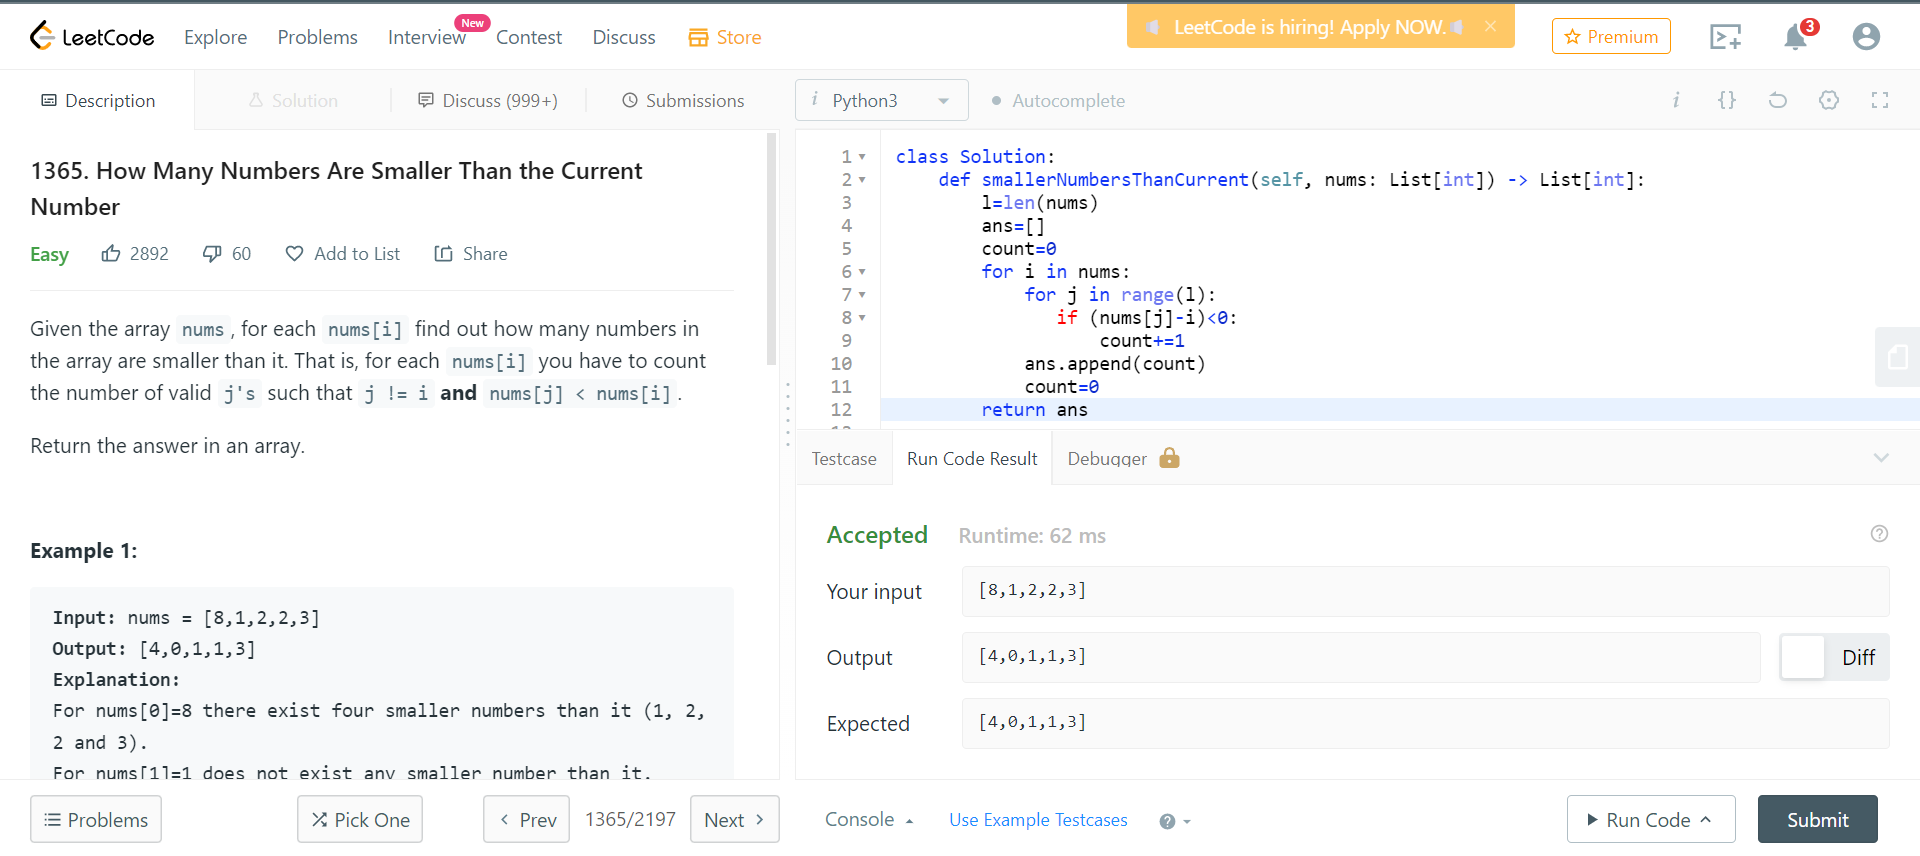 LeetCode
Explore
Problems
Interview
New
Contest
Discuss
Store
LeetCode is hiring! Apply NOW.
Premium
3
Description
Solution
Discuss (999+)
Submissions
i Python3
Autocomplete
i
{}
1365. How Many Numbers Are Smaller Than the Current
Number
Easy 2892 60 Add to List Share
Given the array nums, for each nums[i] find out how many numbers in
the array are smaller than it. That is, for each nums[i] you have to count
the number of valid j's such that j != i and nums[j] < nums[i].
Return the answer in an array.
Example 1:
Input: nums = [8,1,2,2,3]
Output: [4,0,1,1,3]
Explanation:
For nums[0]=8 there exist four smaller numbers than it (1, 2,
2 and 3).
For nums[1]=1 does not exist any smaller number than it.
Problems
Pick One
Prev
1365/2197
Next
1 class Solution:
2 def smallerNumbersThanCurrent(self, nums: List[int]) -> List[int]:
3 l=len(nums)
4 ans=[]
5 count=0
6 for i in nums:
7 for j in range(l):
8 if (nums[j]-i)<0:
9 count+=1
10 ans.append(count)
11 count=0
12 return ans
Testcase
Run Code Result
Debugger
Accepted Runtime: 62 ms
Your input [8,1,2,2,3]
Output [4,0,1,1,3]
Diff
Expected [4,0,1,1,3]
Console
Use Example Testcases
Run Code
Submit